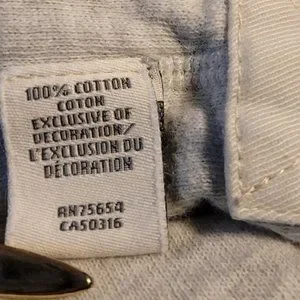 100% COTTON
COTON
EXCLUSIVE OF
DECORATION/
L'EXCLUSION DU
DÉCORATION
RN75654
CA50316